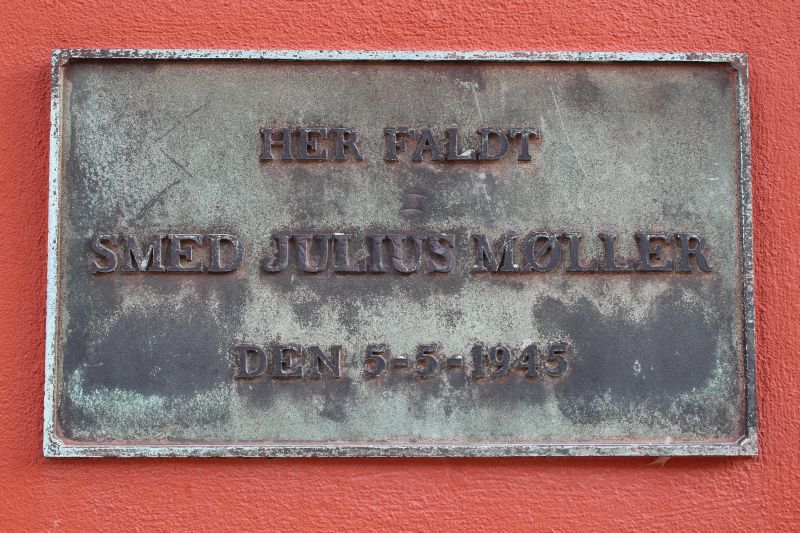 HER FALDT
SMED JULIUS MØLLER
DEN 5-5-1945